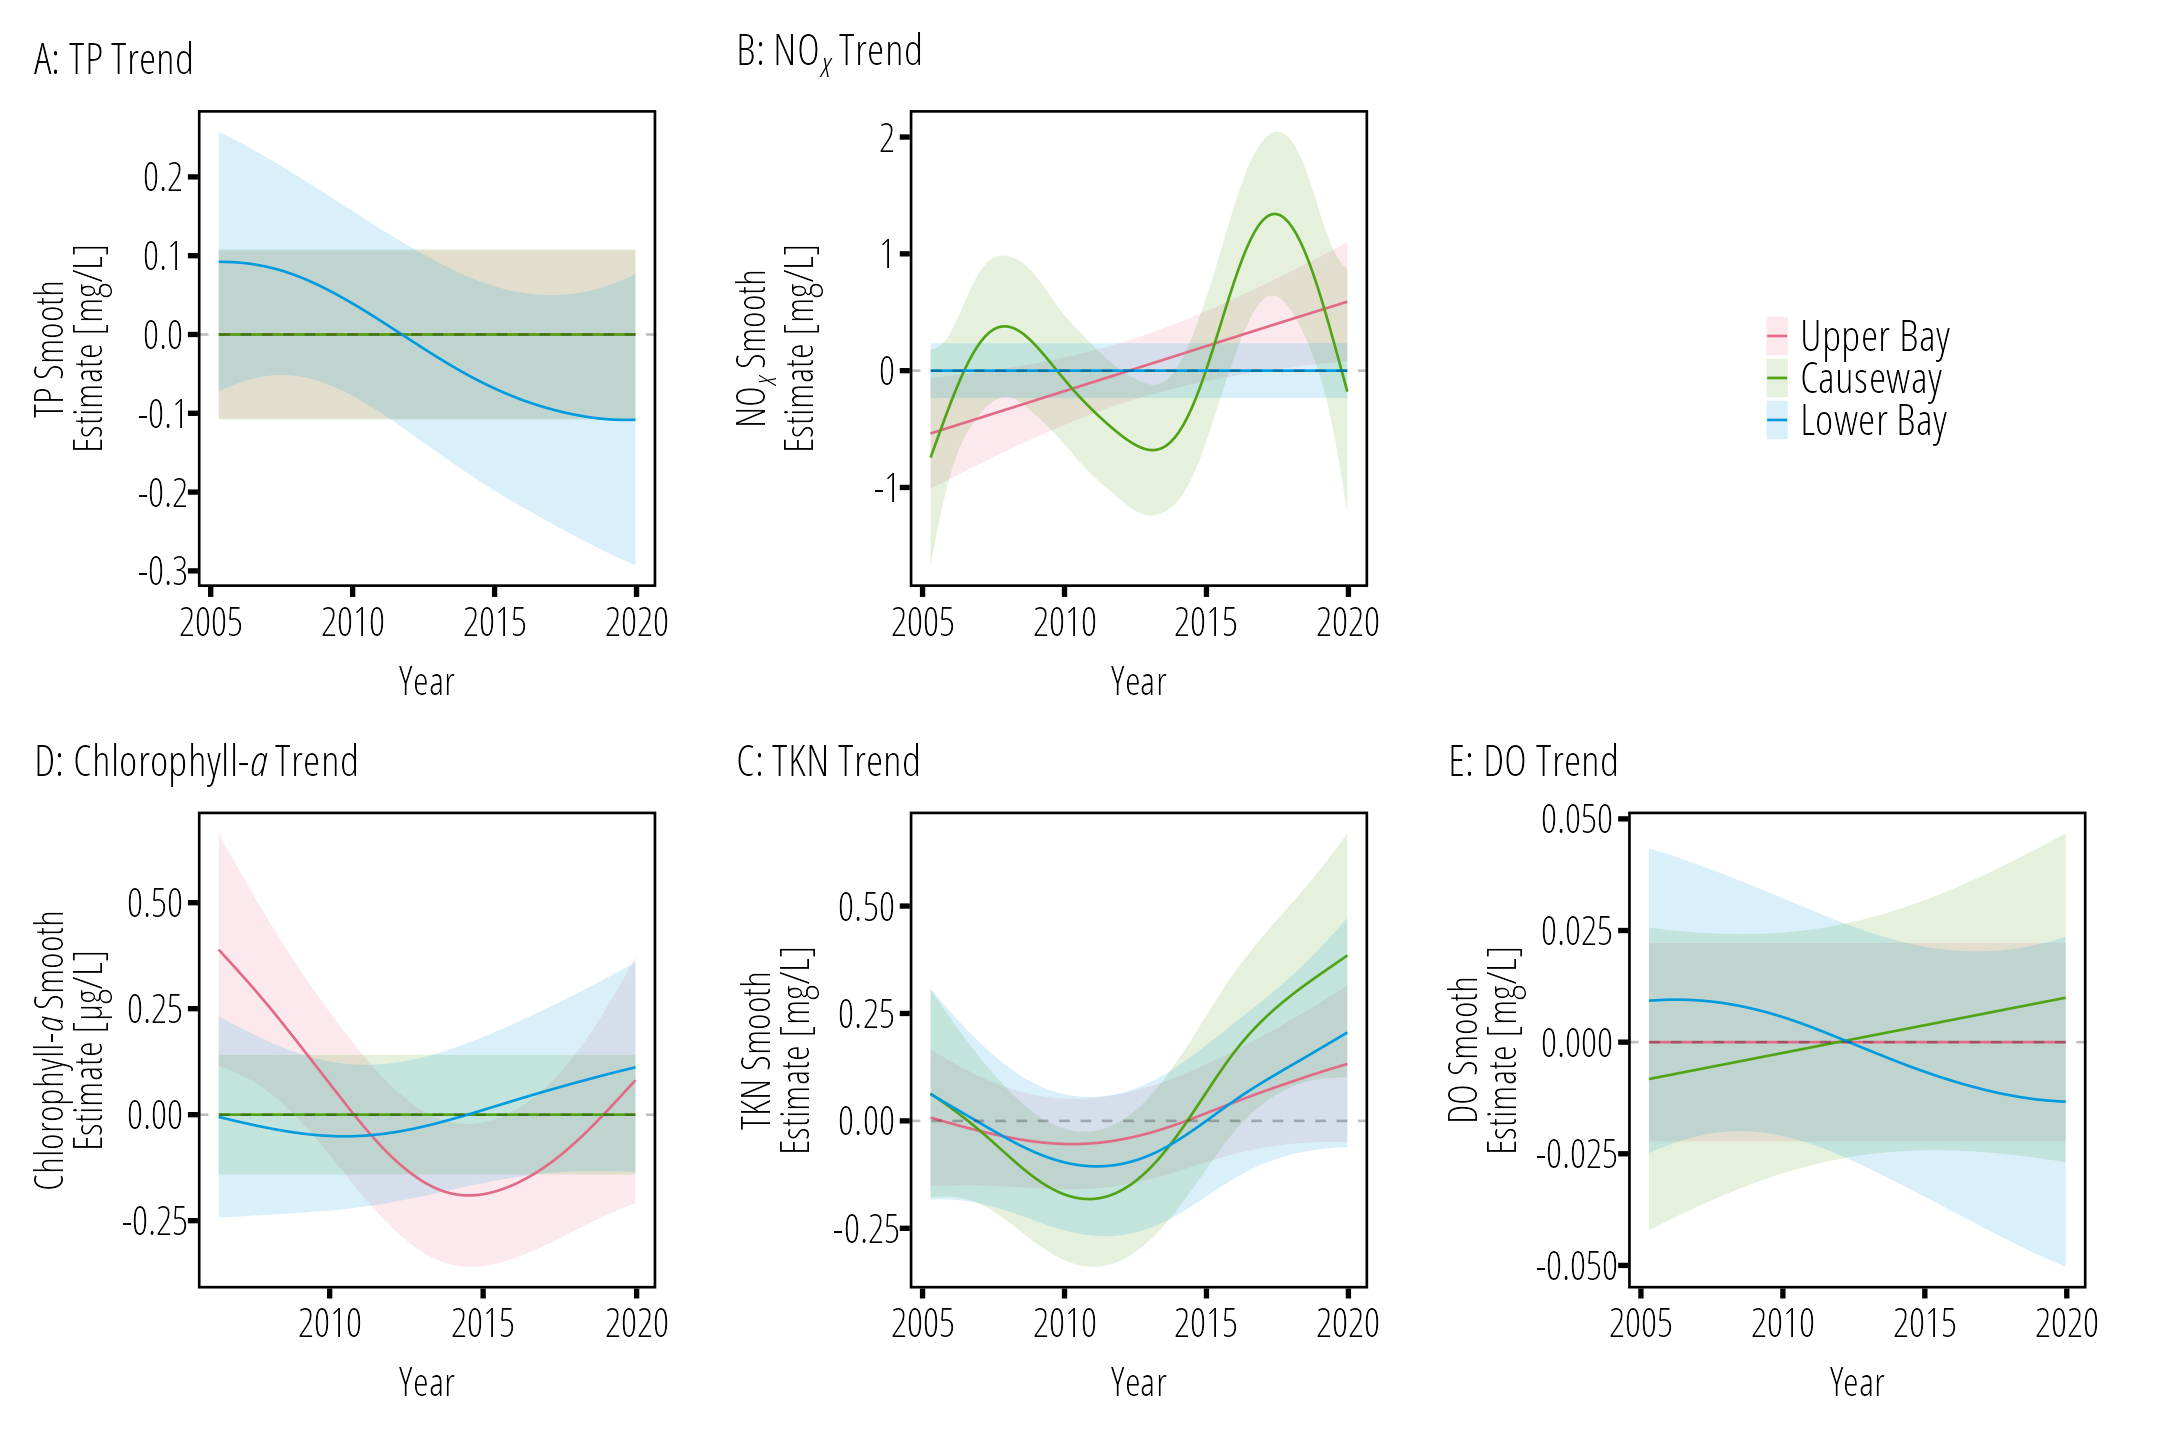 A: TP Trend
TP Smooth
Estimate [mg/L]
0.2
0.1
0.0
-0.1
-0.2
-0.3
2005 2010 2015 2020
Year
B: NOx Trend
NOx Smooth
Estimate [mg/L]
2
1
0
-1
2005 2010 2015 2020
Year
Upper Bay
Causeway
Lower Bay
D: Chlorophyll-a Trend
Chlorophyll-a Smooth
Estimate [µg/L]
0.50
0.25
0.00
-0.25
2010 2015 2020
Year
C: TKN Trend
TKN Smooth
Estimate [mg/L]
0.50
0.25
0.00
-0.25
2005 2010 2015 2020
Year
E: DO Trend
DO Smooth
Estimate [mg/L]
0.050
0.025
0.000
-0.025
-0.050
2005 2010 2015 2020
Year